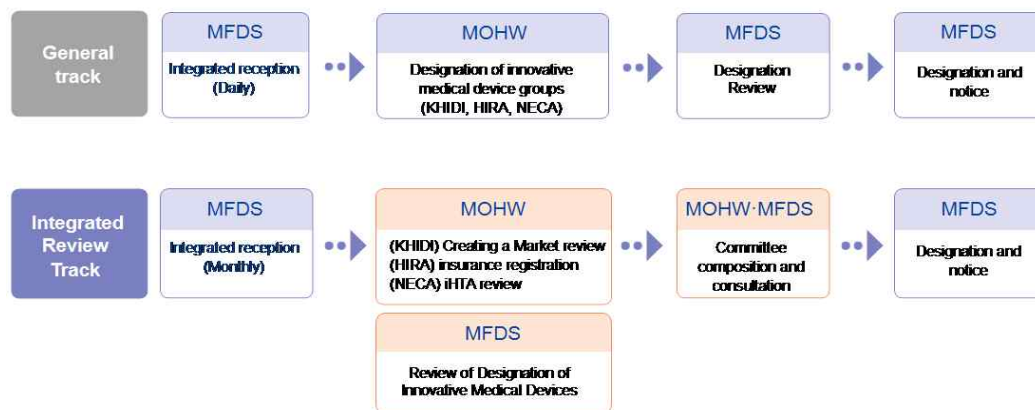 General
track
MFDS
Integrated reception
(Daily)
MOHW
Designation of innovative
medical device groups
(KHIDI, HIRA, NECA)
MFDS
Designation
Review
MFDS
Designation and
notice
Integrated
Review
Track
MFDS
Integrated reception
(Monthly)
MOHW
(KHIDI) Creating a Market review
(HIRA) insurance registration
(NECA) iHTA review
MFDS
Review of Designation of
Innovative Medical Devices
MOHW·MFDS
Committee
composition and
consultation
MFDS
Designation and
notice